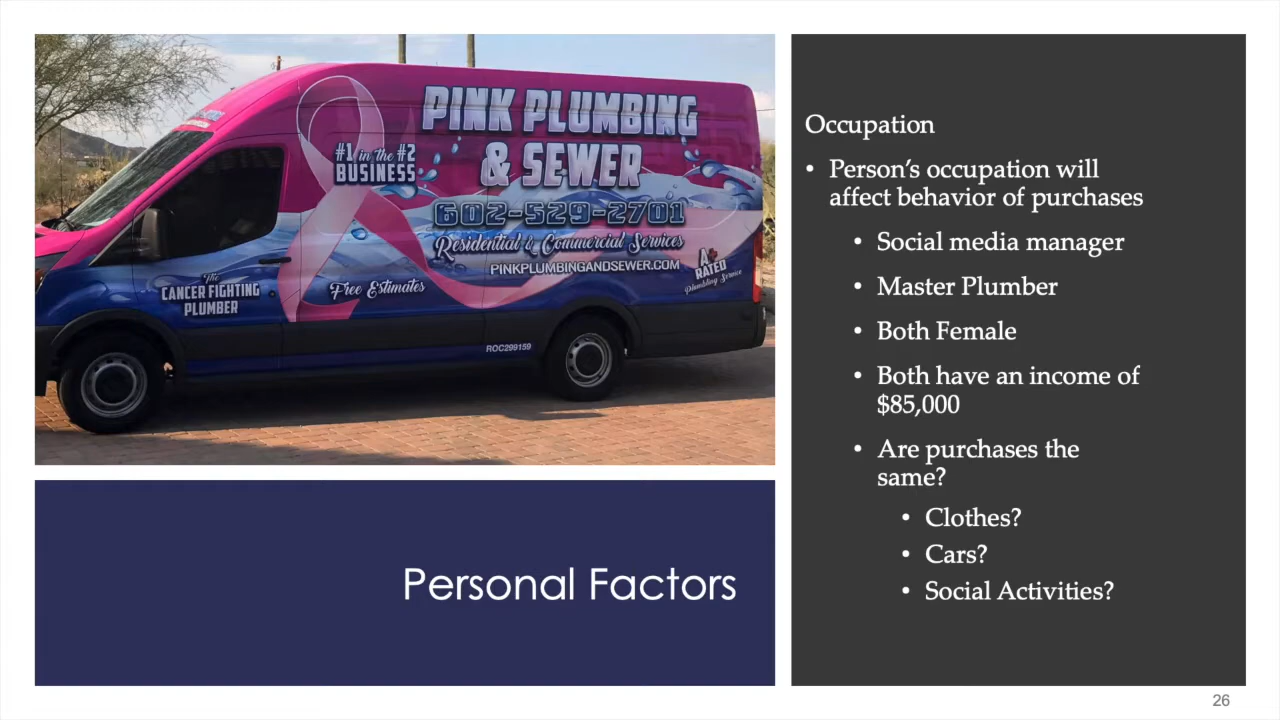 PINK PLUMBING
& SEWER
#1 in the #2
BUSINESS
602-529-2701
Residential & Commercial Services
PINKPLUMBINGANDSEWER.COM
A+
RATED
Plumbing Service
The
CANCER FIGHTING
PLUMBER
Free Estimates
ROC299159
Personal Factors
Occupation
• Person’s occupation will
affect behavior of purchases
• Social media manager
• Master Plumber
• Both Female
• Both have an income of
$85,000
• Are purchases the
same?
• Clothes?
• Cars?
• Social Activities?
26